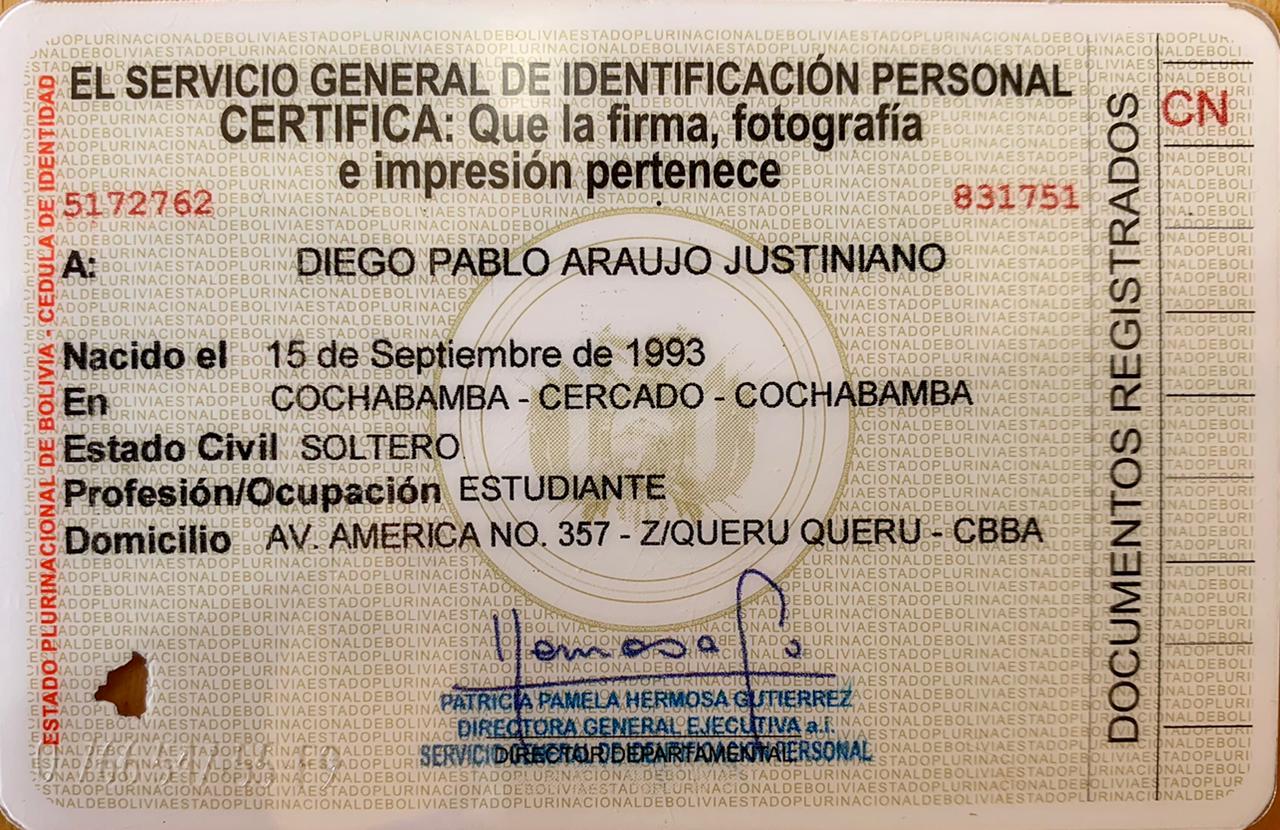 EL SERVICIO GENERAL DE IDENTIFICACIÓN PERSONAL
CERTIFICA: Que la firma, fotografía
e impresión pertenece
5172762
831751
A: DIEGO PABLO ARAUJO JUSTINIANO
Nacido el 15 de Septiembre de 1993
En COCHABAMBA - CERCADO - COCHABAMBA
Estado Civil SOLTERO
Profesión/Ocupación ESTUDIANTE
Domicilio AV. AMERICA NO. 357 - Z/QUERU QUERU - CBBA
PATRICIA PAMELA HERMOSA GUTIERREZ
DIRECTORA GENERAL EJECUTIVA a.i.
SERVICIO GENERAL DE IDENTIFICACIÓN PERSONAL
DIRECTOR DEPARTAMENTAL
ESTADO PLURINACIONAL DE BOLIVIA - CEDULA DE IDENTIDAD
DOCUMENTOS REGISTRADOS
CN